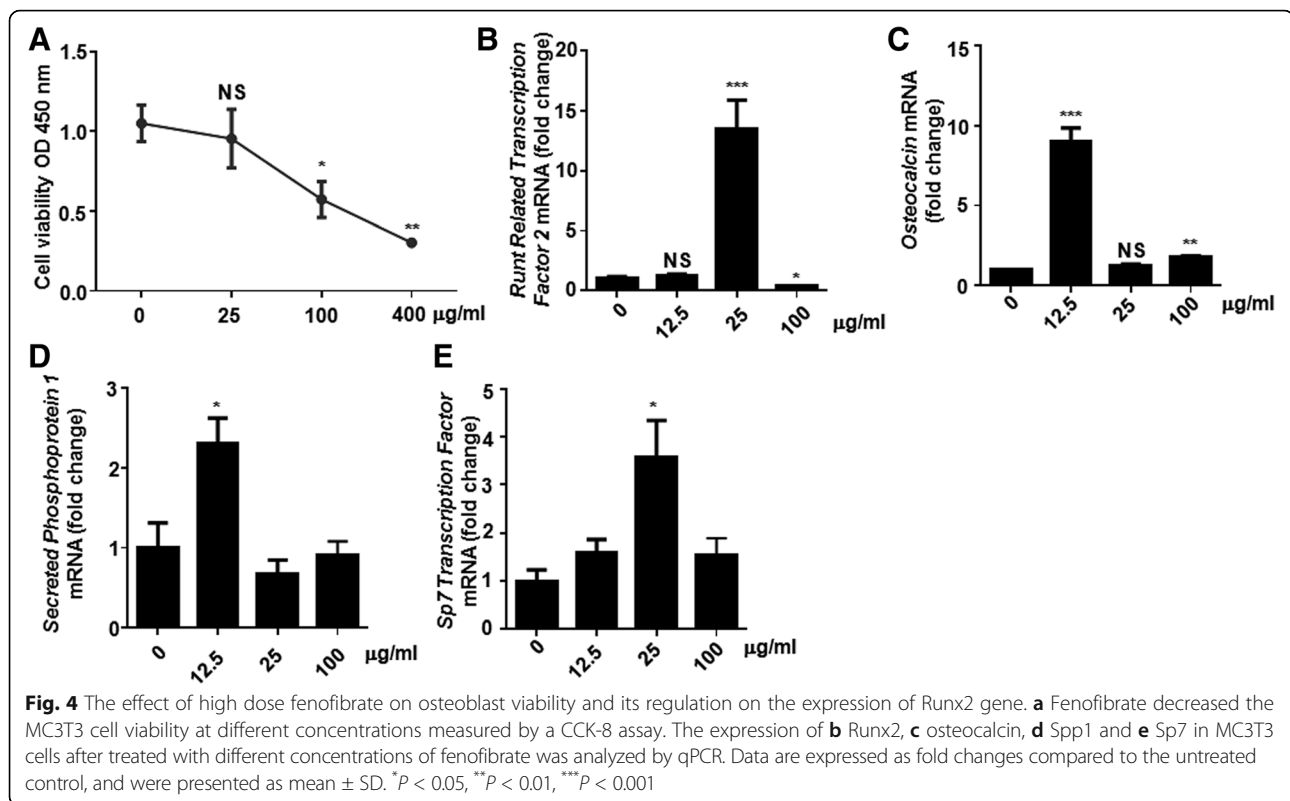 A
Cell viability OD 450 nm
1.5
1.0
0.5
0.0
NS
*
**
0 25 100 400 μg/ml
B
Runt Related Transcription
Factor 2 mRNA (fold change)
20
15
10
5
0
NS
***
*
0 12.5 25 100 μg/ml
C
Osteocalcin mRNA
(fold change)
15
10
5
0
***
NS
**
0 12.5 25 100 μg/ml
D
Secreted Phosphoprotein 1
mRNA (fold change)
3
2
1
0
*
0 12.5 25 100 μg/ml
E
Sp7 Transcription Factor
mRNA (fold change)
5
4
3
2
1
0
*
0 12.5 25 100 μg/ml
Fig. 4 The effect of high dose fenofibrate on osteoblast viability and its regulation on the expression of Runx2 gene. a Fenofibrate decreased the
MC3T3 cell viability at different concentrations measured by a CCK-8 assay. The expression of b Runx2, c osteocalcin, d Spp1 and e Sp7 in MC3T3
cells after treated with different concentrations of fenofibrate was analyzed by qPCR. Data are expressed as fold changes compared to the untreated
control, and were presented as mean ± SD. *P < 0.05, **P < 0.01, ***P < 0.001